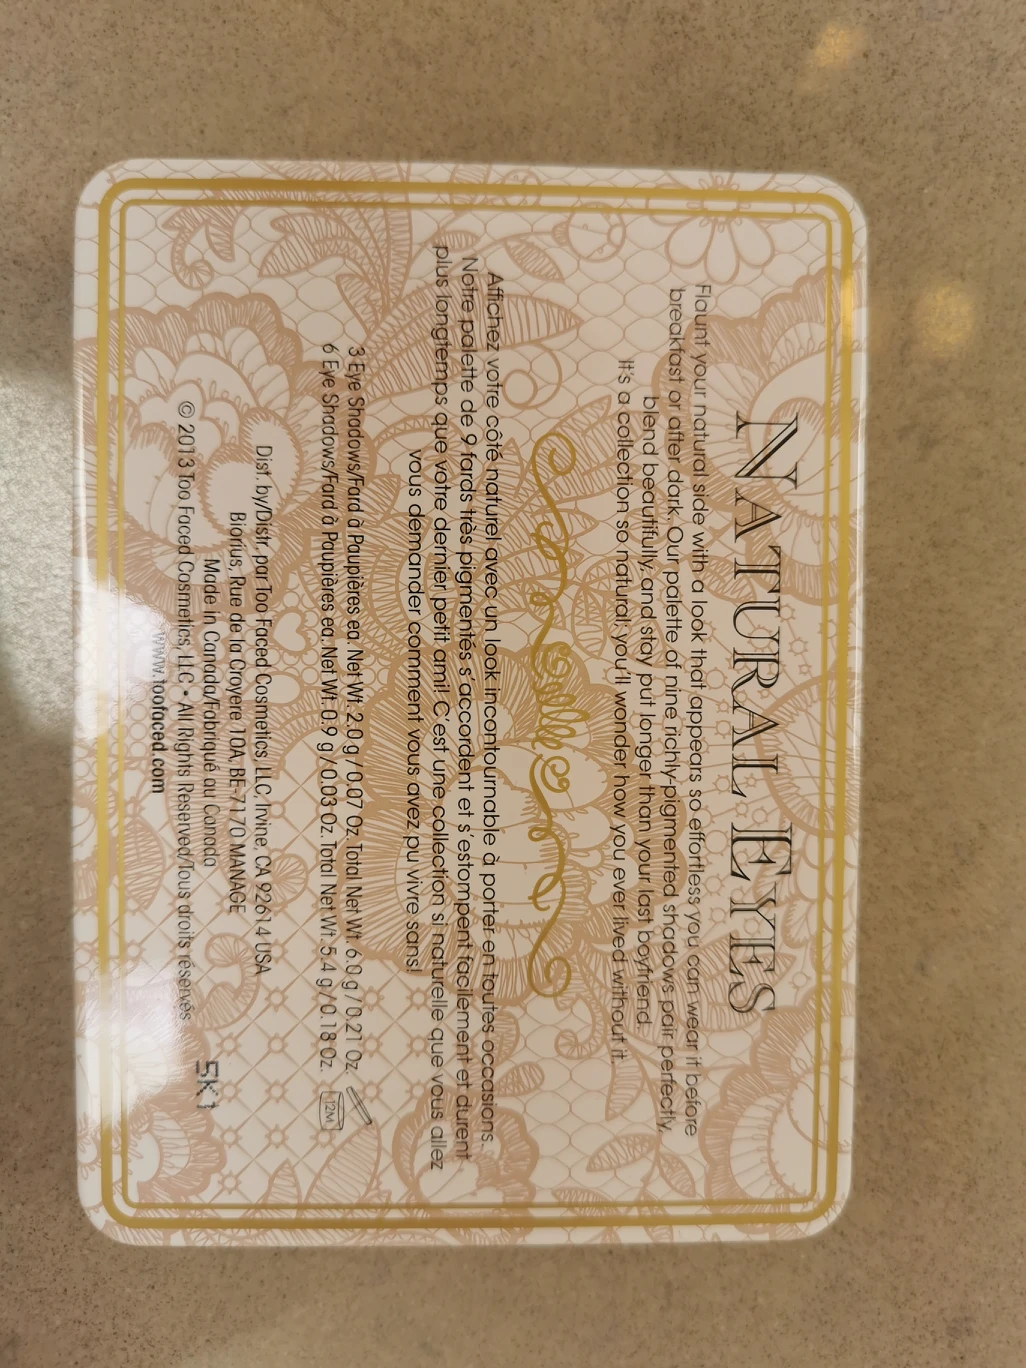 NATURAL EYES
Flaunt your natural side with a look that appears so effortless you can wear it before
breakfast or after dark. Our palette of nine richly-pigmented shadows pair perfectly,
blend beautifully, and stay put longer than your last boyfriend.
It's a collection so natural; you'll wonder how you ever lived without it.
Affichez votre côté naturel avec un look incontournable à porter en toutes occasions.
Notre palette de 9 fards très pigmentés s'accordent et s'estompent facilement et durent
plus longtemps que votre dernier petit ami! C'est une collection si naturelle que vous allez
vous demander comment vous avez pu vivre sans!
3 Eye Shadows/Fard à Paupières ea. Net Wt. 2.0 g / 0.07 Oz. Total Net Wt. 6.0 g / 0.21 Oz.
6 Eye Shadows/Fard à Paupières ea. Net Wt. 0.9 g / 0.03 Oz. Total Net Wt. 5.4 g / 0.18 Oz.
12M
Dist. by/Distr. par Too Faced Cosmetics, LLC, Irvine, CA 92614 USA
Biorius, Rue de la Croyere 10A, BE-7170 MANAGE
Made in Canada/Fabriqué au Canada
© 2013 Too Faced Cosmetics, LLC • All Rights Reserved/Tous droits réservés
www.toofaced.com
5K1